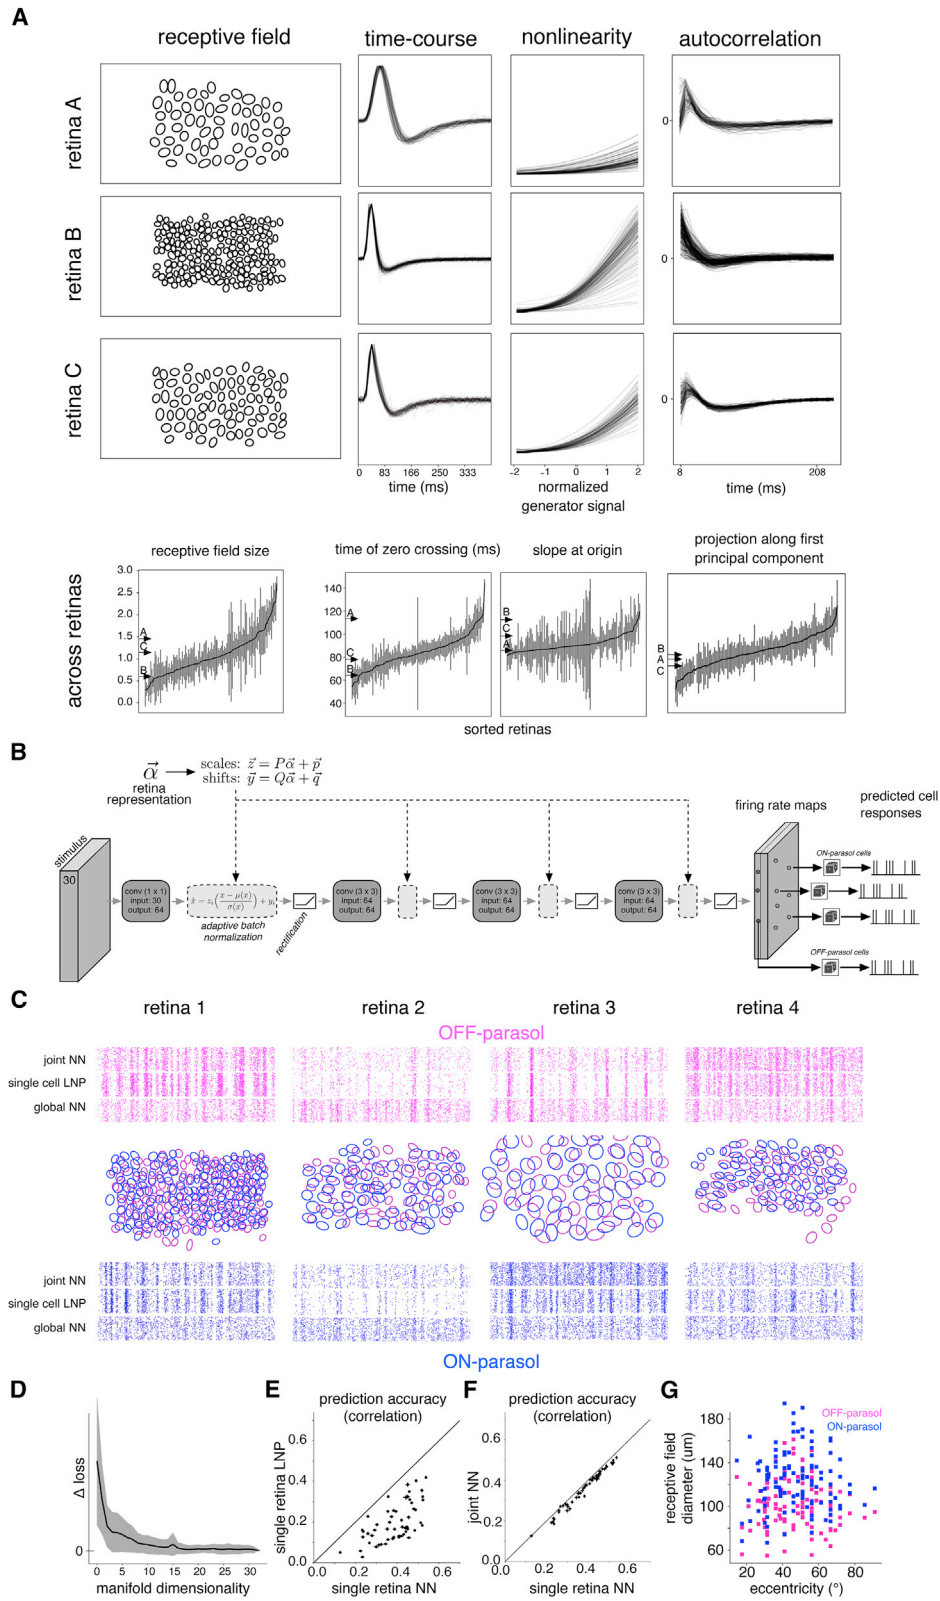 A
receptive field
time-course
nonlinearity
autocorrelation
retina A
0
retina B
0
retina C
0
0 83 166 250 333
time (ms)
-2 -1 0 1 2
normalized
generator signal
8 208
time (ms)
across retinas
receptive field size
3.0
2.5
2.0
1.5
1.0
0.5
0.0
A
C
B
time of zero crossing (ms)
140
120
100
80
60
40
A
C
B
slope at origin
B
C
A
projection along first
principal component
B
A
C
sorted retinas
B
α⃗
retina
representation
scales: z⃗ = Pα⃗ + p⃗
shifts: y⃗ = Qα⃗ + q⃗
stimulus
30
conv (1 x 1)
input: 30
output: 64
x̂ = zᵢ((x − μ(x))/σ(x)) + yᵢ
adaptive batch
normalization
rectification
conv (3 x 3)
input: 64
output: 64
conv (3 x 3)
input: 64
output: 64
conv (3 x 3)
input: 64
output: 64
firing rate maps
predicted cell
responses
ON-parasol cells
OFF-parasol cells
C
retina 1
retina 2
retina 3
retina 4
OFF-parasol
joint NN
single cell LNP
global NN
joint NN
single cell LNP
global NN
ON-parasol
D
Δ loss
0
0 5 10 15 20 25 30
manifold dimensionality
E
prediction accuracy
(correlation)
single retina LNP
0.6
0.4
0.2
0.0
0.0 0.2 0.4 0.6
single retina NN
F
prediction accuracy
(correlation)
joint NN
0.6
0.4
0.2
0.0
0.0 0.2 0.4 0.6
single retina NN
G
OFF-parasol
ON-parasol
receptive field
diameter (um)
180
140
100
60
20 40 60 80
eccentricity (°)